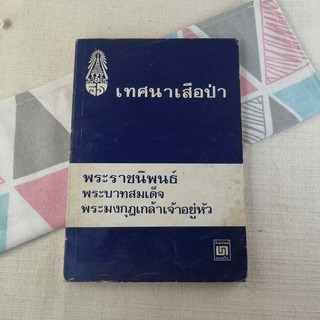 เทศนาเสือป่า
พระราชนิพนธ์
พระบาทสมเด็จ
พระมงกุฎเกล้าเจ้าอยู่หัว